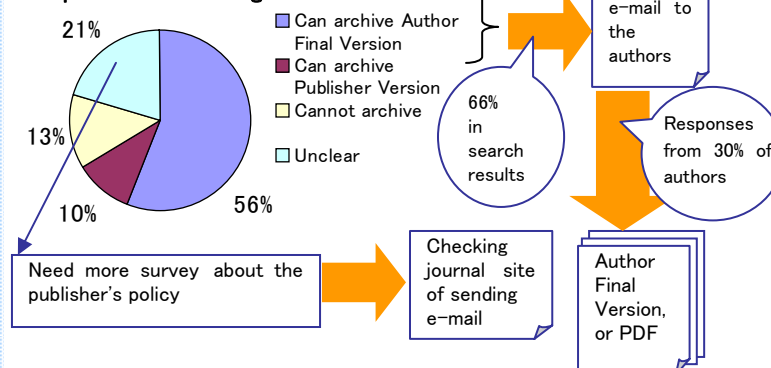 21%
13%
10%
56%
Can archive Author
Final Version
Can archive
Publisher Version
Cannot archive
Unclear
66%
in
search
results
e-mail to
the
authors
Responses
from 30% of
authors
Need more survey about the
publisher's policy
Checking
journal site
of sending
e-mail
Author
Final
Version,
or PDF